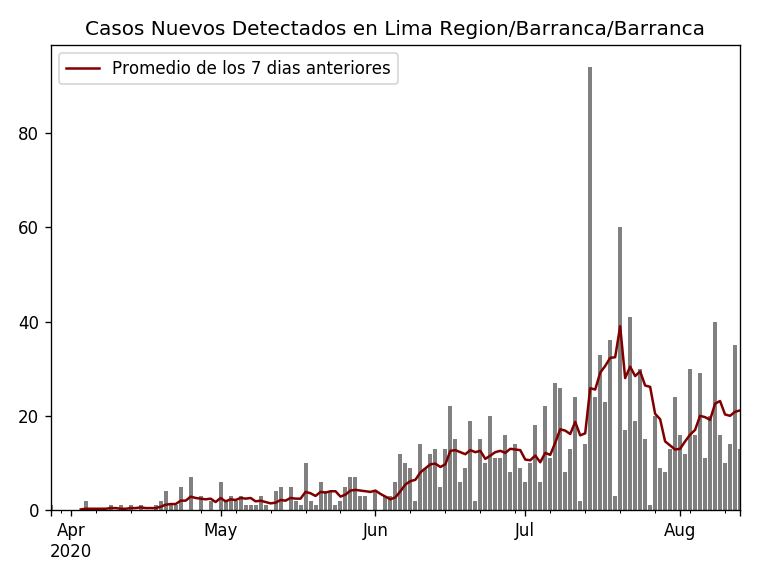 Casos Nuevos Detectados en Lima Region/Barranca/Barranca
Promedio de los 7 dias anteriores
80
60
40
20
0
Apr May Jun Jul Aug
2020